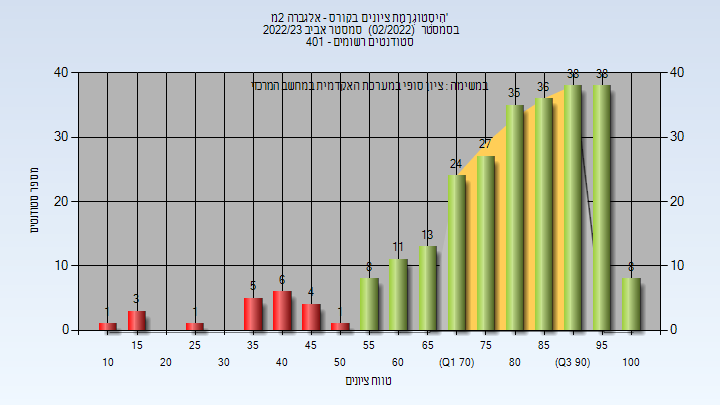 היסטוגרמת ציונים בקורס - אלגברה 2מ'
בסמסטר (02/2022) סמסטר אביב 2022/23
סטודנטים רשומים - 401
במשימה : ציון סופי במערכת האקדמית במחשב המרכזי
40 40
30 30
20 20
10 10
0 0
מספר סטודנטים
1 3 1 5 6 4 1 8 11 13 24 27 35 36 38 38 8
15 25 35 45 55 65 75 85 95
10 20 30 40 50 60 (Q1 70) 80 (Q3 90) 100
טווח ציונים